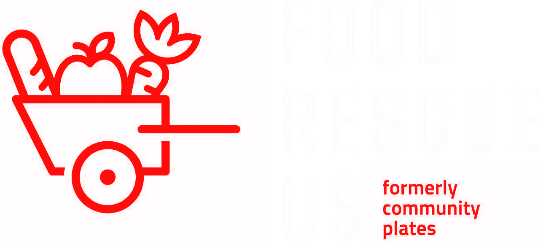 FOOD
RESCUE
US
formerly
community
plates